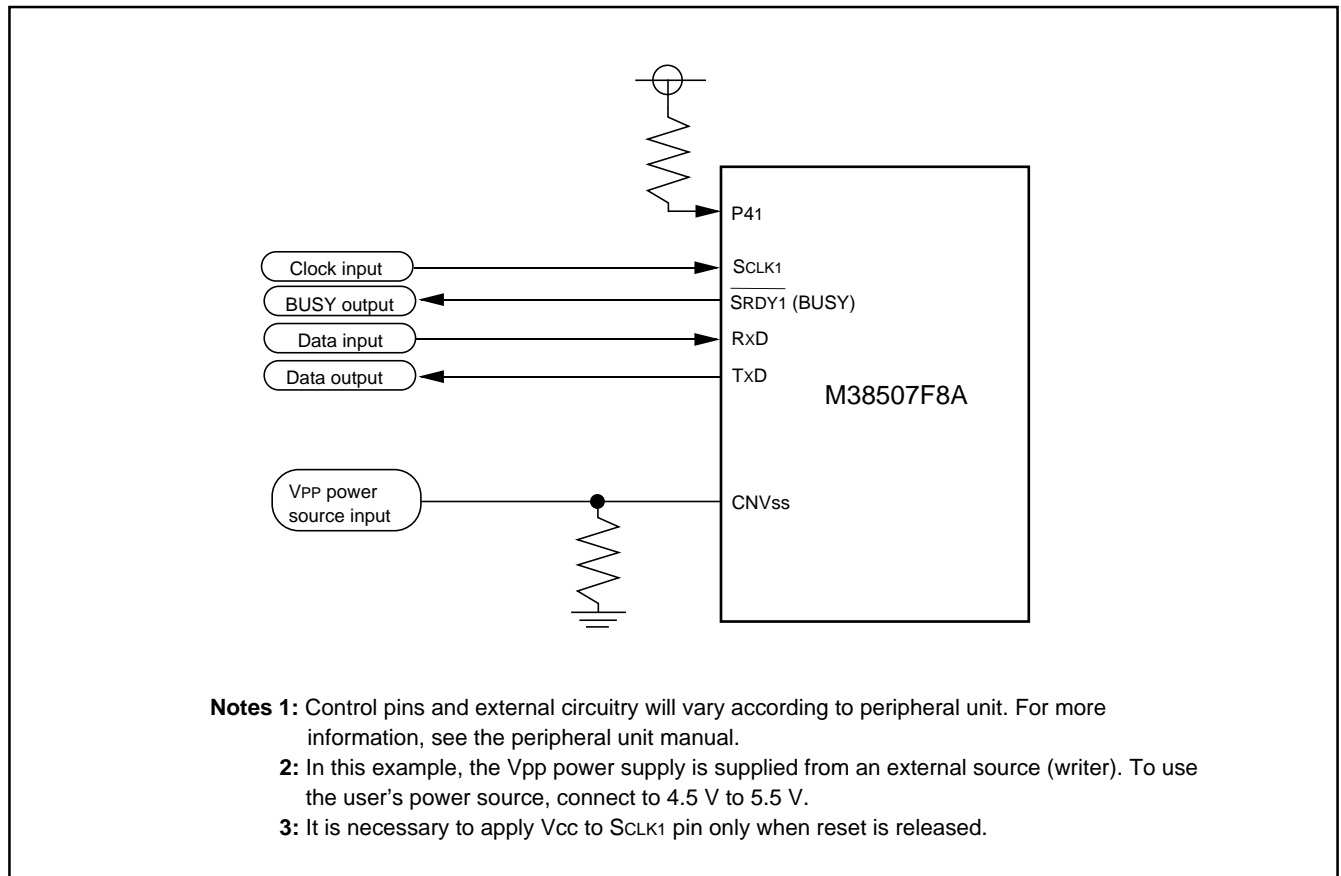 P41
Clock input
SCLK1
BUSY output
SRDY1 (BUSY)
Data input
RXD
Data output
TXD
M38507F8A
VPP power
source input
CNVss
Notes 1: Control pins and external circuitry will vary according to peripheral unit. For more
information, see the peripheral unit manual.
2: In this example, the Vpp power supply is supplied from an external source (writer). To use
the user’s power source, connect to 4.5 V to 5.5 V.
3: It is necessary to apply Vcc to SCLK1 pin only when reset is released.